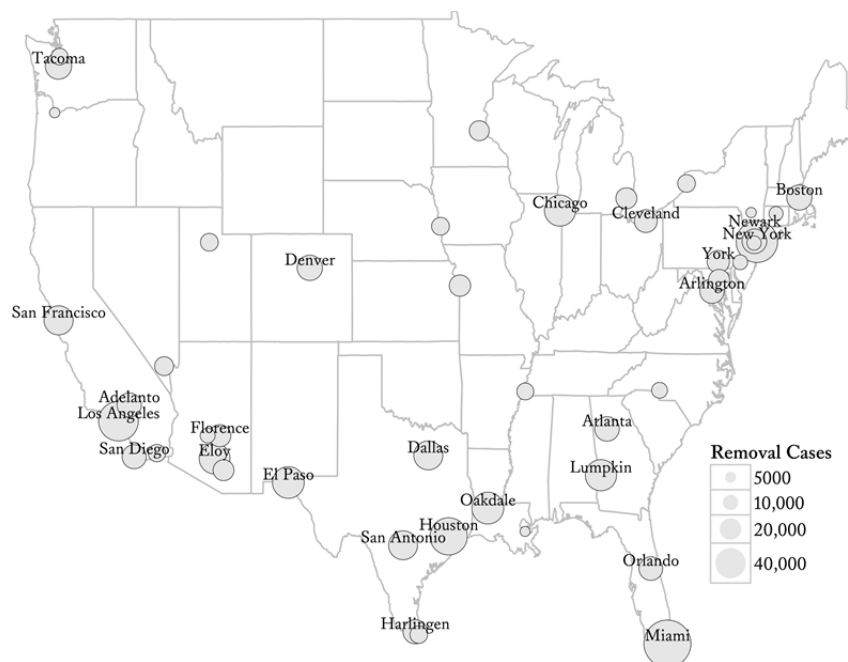 Tacoma
Boston
Chicago
Cleveland
Newark
New York
York
Denver
Arlington
San Francisco
Adelanto
Los Angeles
Florence
San Diego
Eloy
El Paso
Dallas
Atlanta
Lumpkin
Oakdale
Houston
San Antonio
Orlando
Harlingen
Miami
Removal Cases
5000
10,000
20,000
40,000